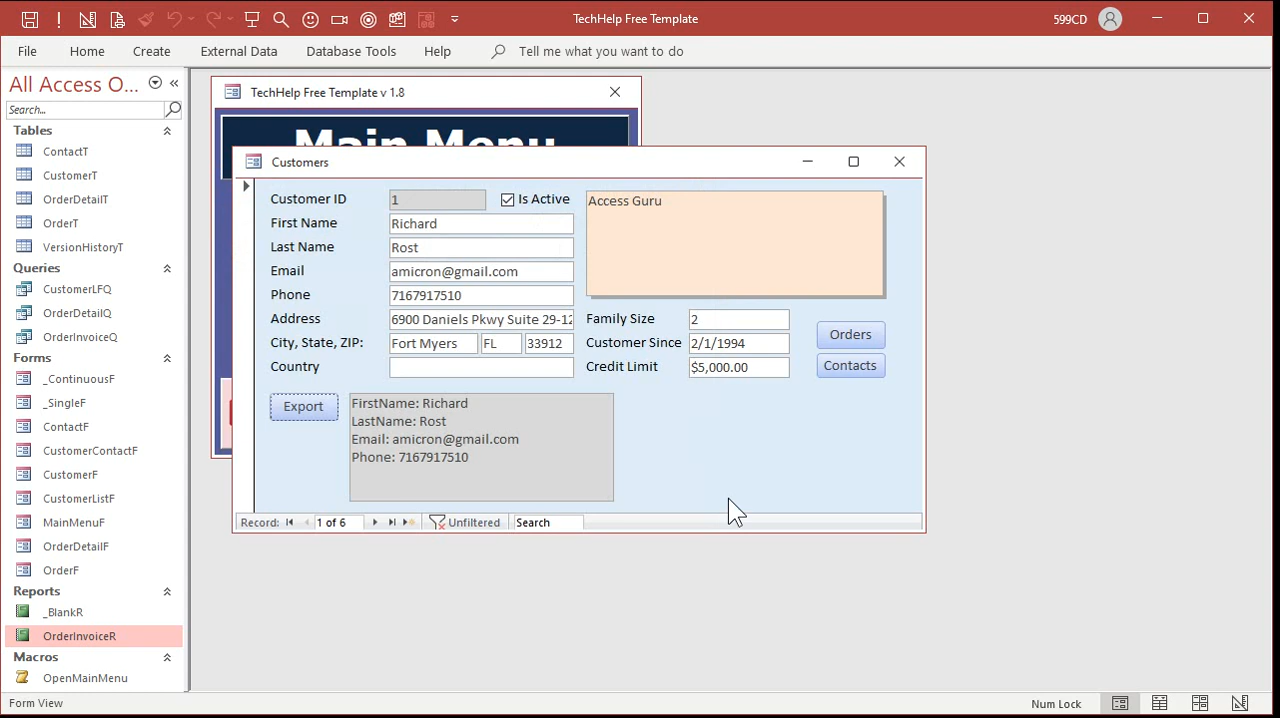 TechHelp Free Template
599CD
File
Home
Create
External Data
Database Tools
Help
Tell me what you want to do
All Access O...
Search...
Tables
ContactT
CustomerT
OrderDetailT
OrderT
VersionHistoryT
Queries
CustomerLFQ
OrderDetailQ
OrderInvoiceQ
Forms
_ContinuousF
_SingleF
ContactF
CustomerContactF
CustomerF
CustomerListF
MainMenuF
OrderDetailF
OrderF
Reports
_BlankR
OrderInvoiceR
Macros
OpenMainMenu
TechHelp Free Template v 1.8
Main Menu
Customers
Customer ID 1 Is Active
First Name Richard
Last Name Rost
Email amicron@gmail.com
Phone 7167917510
Address 6900 Daniels Pkwy Suite 29-12
City, State, ZIP: Fort Myers FL 33912
Country
Access Guru
Family Size 2
Customer Since 2/1/1994
Credit Limit $5,000.00
Orders
Contacts
Export
FirstName: Richard
LastName: Rost
Email: amicron@gmail.com
Phone: 7167917510
Record: 1 of 6 Unfiltered Search
Form View
Num Lock